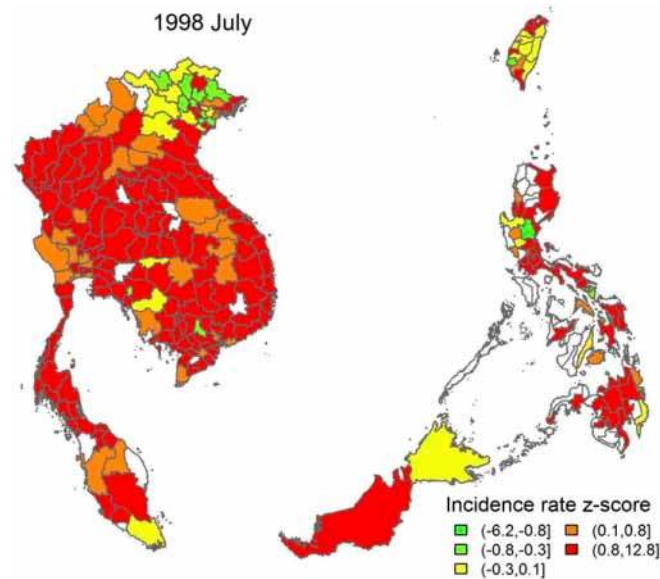 1998 July
Incidence rate z-score
(-6.2,-0.8] (0.1,0.8]
(-0.8,-0.3] (0.8,12.8]
(-0.3,0.1]